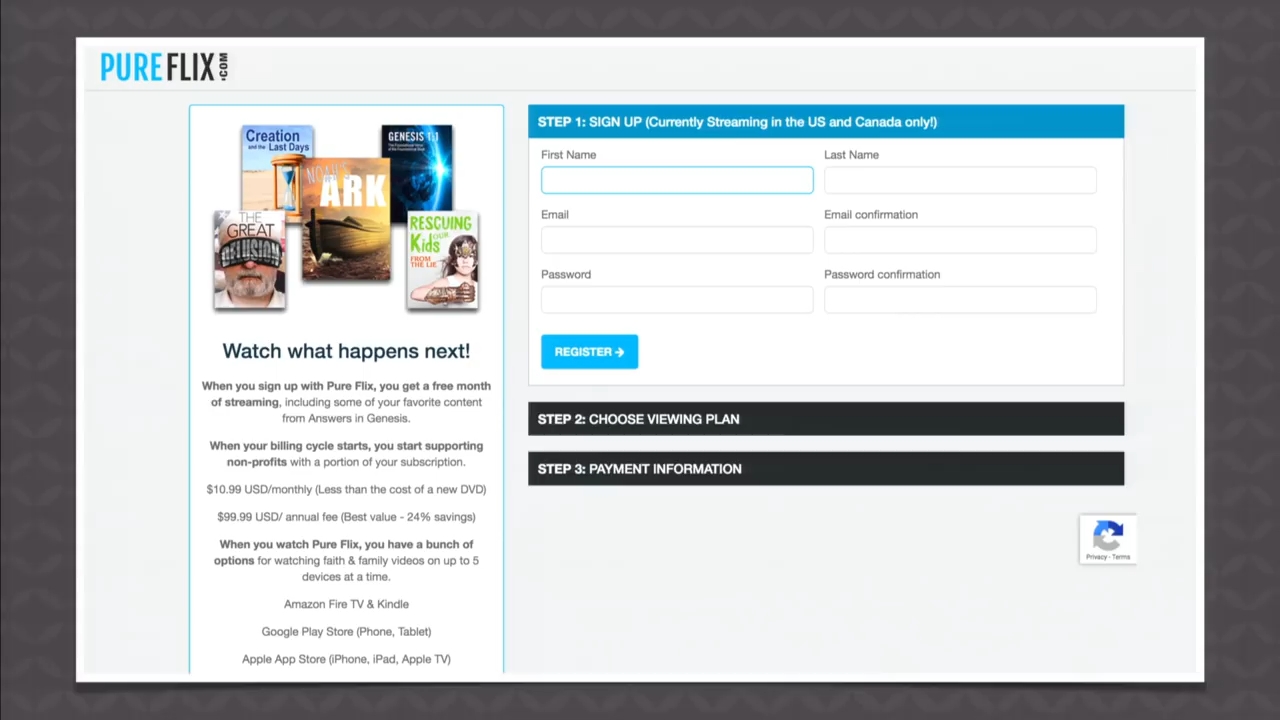 PUREFLIX.COM
Creation
and the Last Days
GENESIS 1:1
NOAH'S
ARK
THE
GREAT
DELUSION
RESCUING
OUR
Kids
FROM
THE LIE
Watch what happens next!
When you sign up with Pure Flix, you get a free month
of streaming, including some of your favorite content
from Answers in Genesis.
When your billing cycle starts, you start supporting
non-profits with a portion of your subscription.
$10.99 USD/monthly (Less than the cost of a new DVD)
$99.99 USD/ annual fee (Best value - 24% savings)
When you watch Pure Flix, you have a bunch of
options for watching faith & family videos on up to 5
devices at a time.
Amazon Fire TV & Kindle
Google Play Store (Phone, Tablet)
Apple App Store (iPhone, iPad, Apple TV)
STEP 1: SIGN UP (Currently Streaming in the US and Canada only!)
First Name
Last Name
Email
Email confirmation
Password
Password confirmation
REGISTER
STEP 2: CHOOSE VIEWING PLAN
STEP 3: PAYMENT INFORMATION
Privacy - Terms